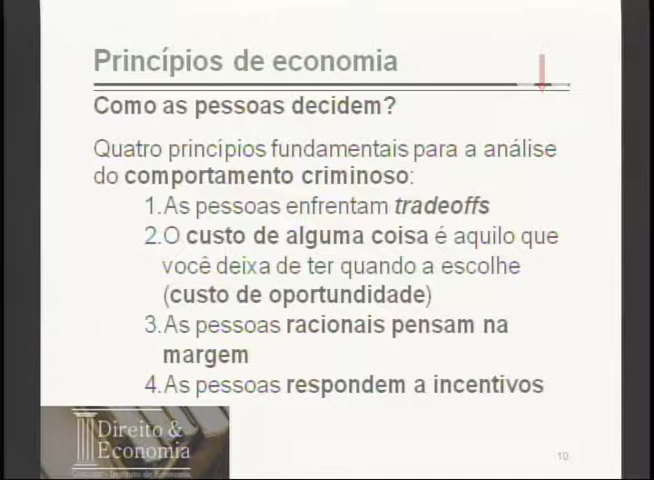 Princípios de economia
Como as pessoas decidem?
Quatro princípios fundamentais para a análise
do comportamento criminoso:
1.As pessoas enfrentam tradeoffs
2.O custo de alguma coisa é aquilo que
você deixa de ter quando a escolhe
(custo de oportundidade)
3.As pessoas racionais pensam na
margem
4.As pessoas respondem a incentivos
Direito &
Economia
10